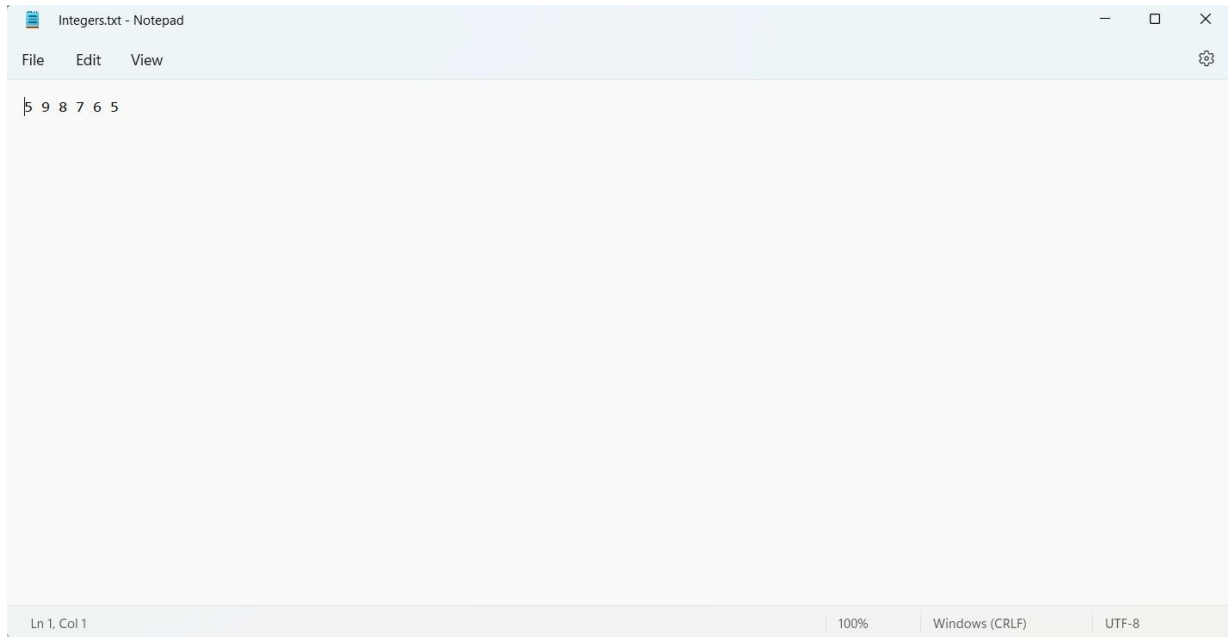 Integers.txt - Notepad
File Edit View
5 9 8 7 6 5
Ln 1, Col 1 100% Windows (CRLF) UTF-8